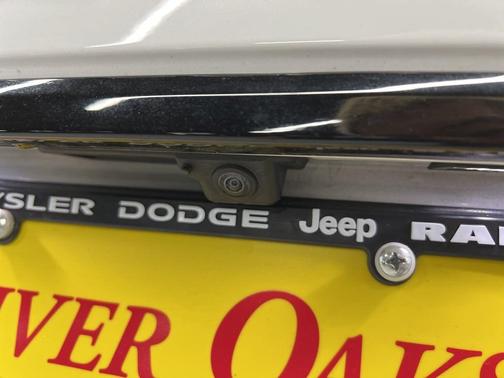 YSLER DODGE Jeep RA
IVER OAKS